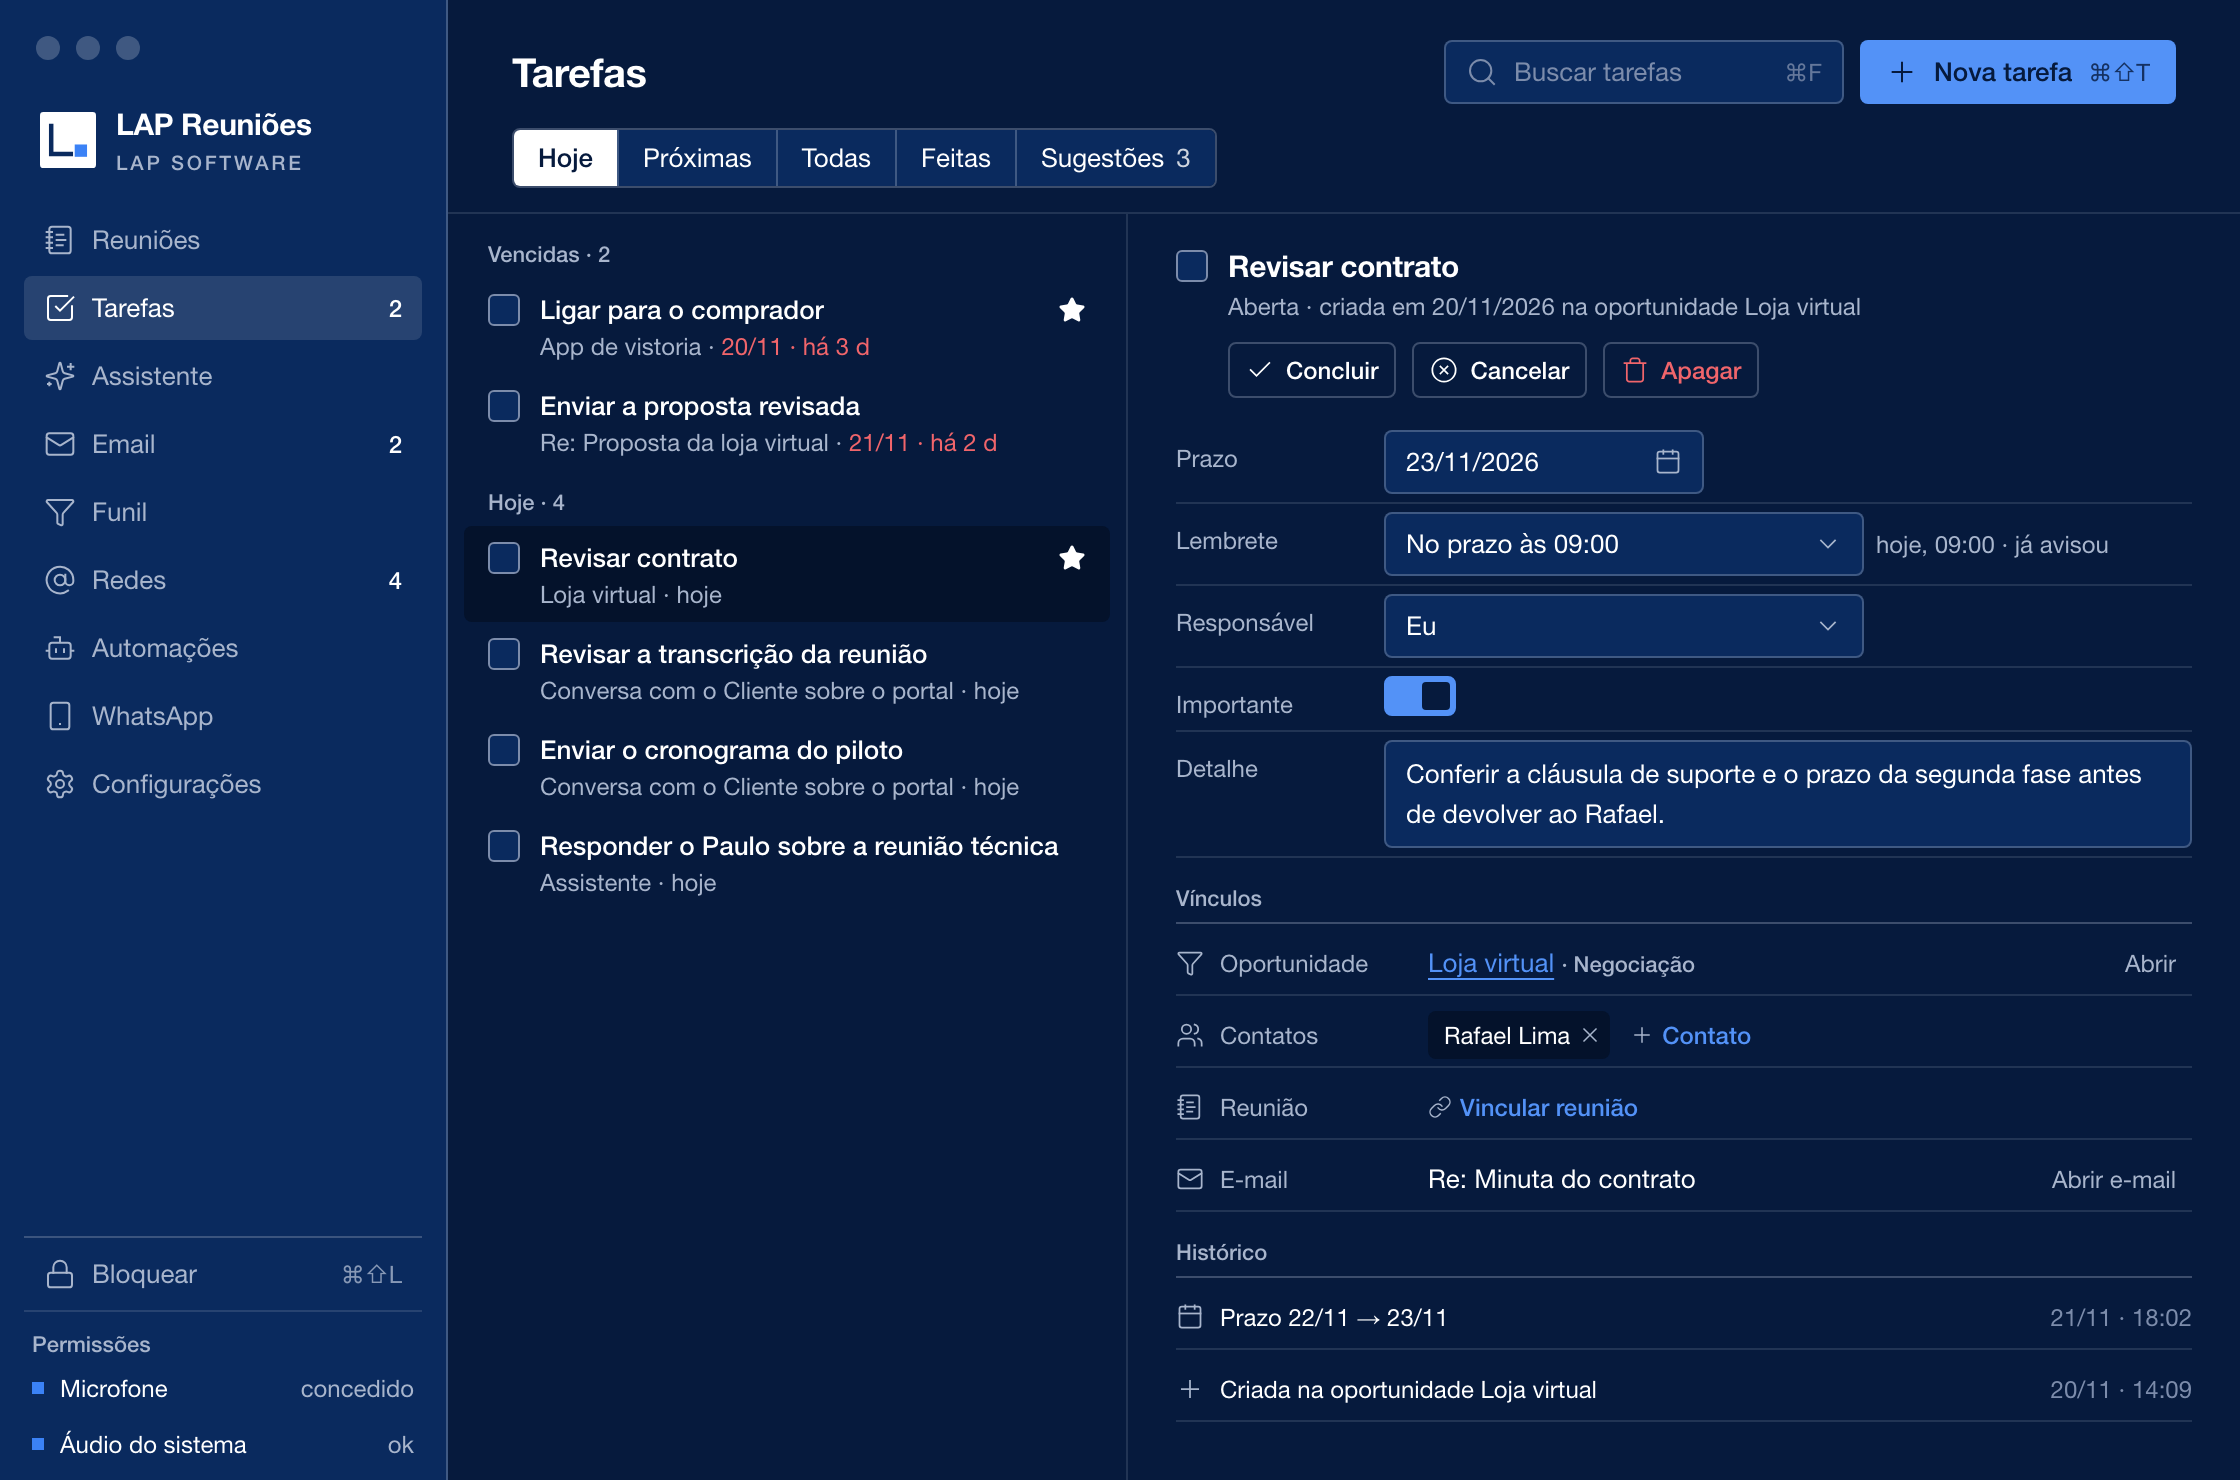 LAP Reuniões
LAP SOFTWARE
Reuniões
Tarefas 2
Assistente
Email 2
Funil
Redes 4
Automações
WhatsApp
Configurações
Bloquear ⌘⇧L
Permissões
Microfone concedido
Áudio do sistema ok
Tarefas
Buscar tarefas ⌘F
Nova tarefa ⌘⇧T
Hoje
Próximas
Todas
Feitas
Sugestões 3
Vencidas · 2
Ligar para o comprador
App de vistoria · 20/11 · há 3 d
Enviar a proposta revisada
Re: Proposta da loja virtual · 21/11 · há 2 d
Hoje · 4
Revisar contrato
Loja virtual · hoje
Revisar a transcrição da reunião
Conversa com o Cliente sobre o portal · hoje
Enviar o cronograma do piloto
Conversa com o Cliente sobre o portal · hoje
Responder o Paulo sobre a reunião técnica
Assistente · hoje
Revisar contrato
Aberta · criada em 20/11/2026 na oportunidade Loja virtual
Concluir
Cancelar
Apagar
Prazo 23/11/2026
Lembrete No prazo às 09:00 hoje, 09:00 · já avisou
Responsável Eu
Importante
Detalhe Conferir a cláusula de suporte e o prazo da segunda fase antes
de devolver ao Rafael.
Vínculos
Oportunidade Loja virtual · Negociação Abrir
Contatos Rafael Lima + Contato
Reunião Vincular reunião
E-mail Re: Minuta do contrato Abrir e-mail
Histórico
Prazo 22/11 → 23/11 21/11 · 18:02
Criada na oportunidade Loja virtual 20/11 · 14:09